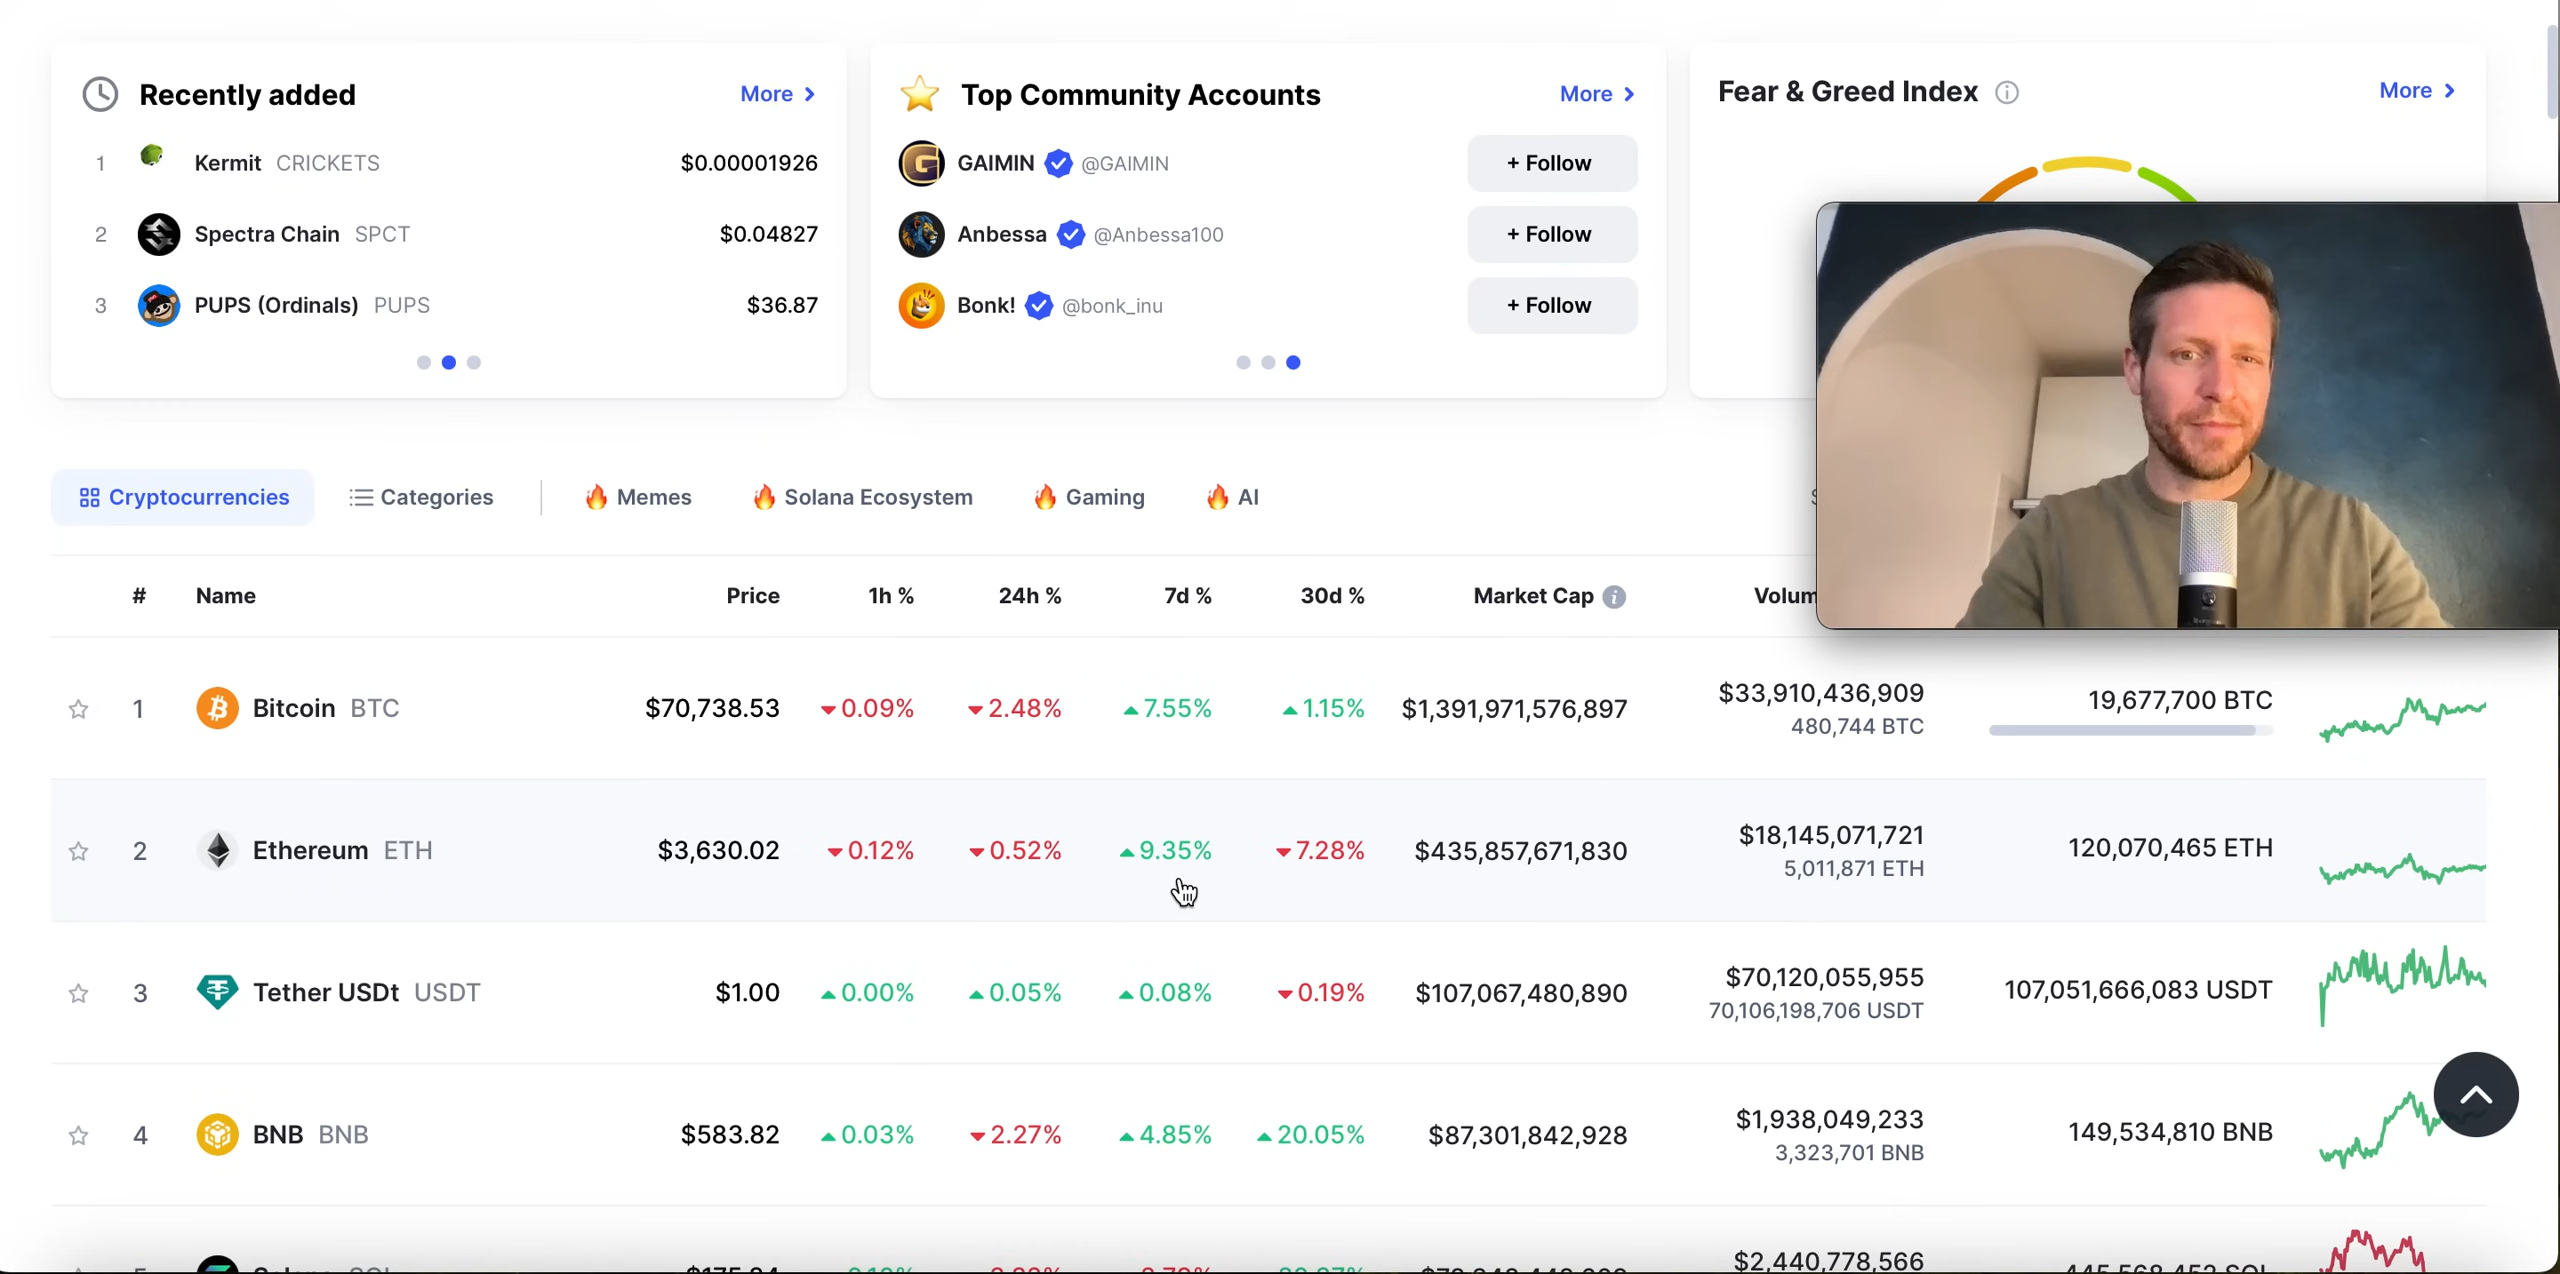 Recently added More >
1 Kermit CRICKETS $0.00001926
2 Spectra Chain SPCT $0.04827
3 PUPS (Ordinals) PUPS $36.87
Top Community Accounts More >
GAIMIN @GAIMIN + Follow
Anbessa @Anbessa100 + Follow
Bonk! @bonk_inu + Follow
Fear & Greed Index More >
Cryptocurrencies Categories Memes Solana Ecosystem Gaming AI
# Name Price 1h % 24h % 7d % 30d % Market Cap
1 Bitcoin BTC $70,738.53 0.09% 2.48% 7.55% 1.15% $1,391,971,576,897 $33,910,436,909 19,677,700 BTC
480,744 BTC
2 Ethereum ETH $3,630.02 0.12% 0.52% 9.35% 7.28% $435,857,671,830 $18,145,071,721 120,070,465 ETH
5,011,871 ETH
3 Tether USDt USDT $1.00 0.00% 0.05% 0.08% 0.19% $107,067,480,890 $70,120,055,955 107,051,666,083 USDT
70,106,198,706 USDT
4 BNB BNB $583.82 0.03% 2.27% 4.85% 20.05% $87,301,842,928 $1,938,049,233 149,534,810 BNB
3,323,701 BNB
$2,440,778,566